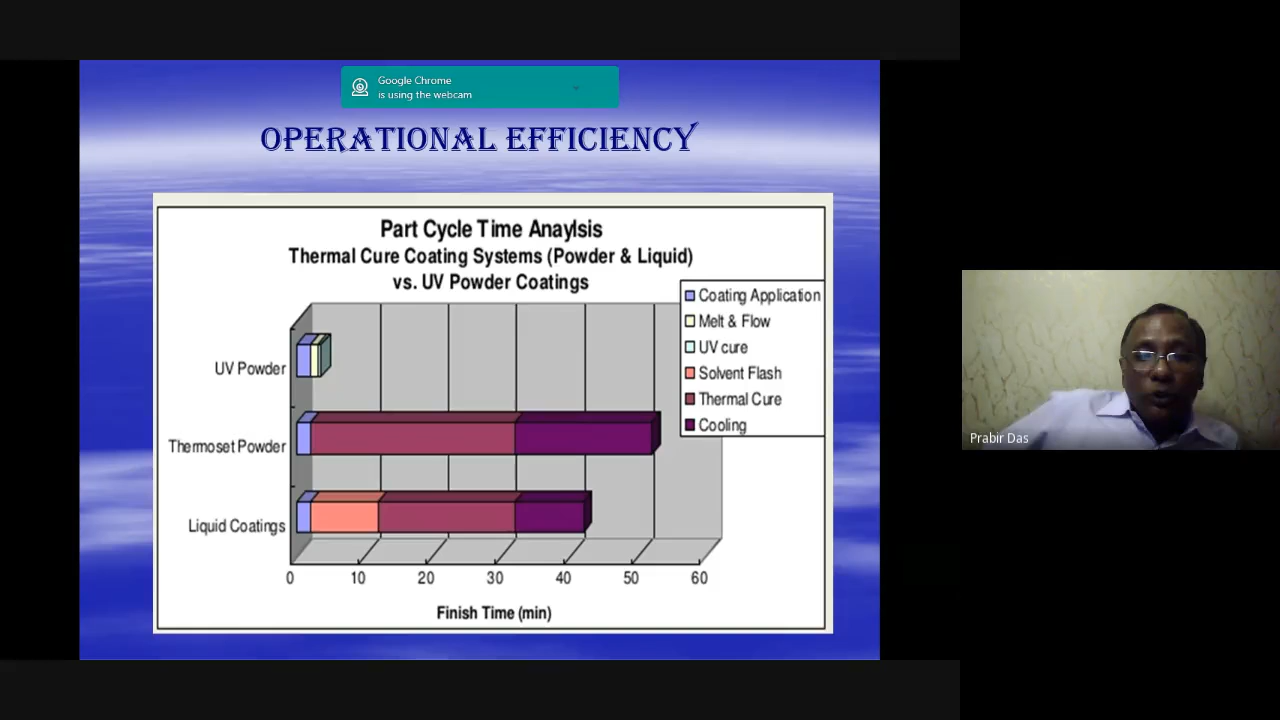 Google Chrome
is using the webcam
OPERATIONAL EFFICIENCY
Part Cycle Time Anaylsis
Thermal Cure Coating Systems (Powder & Liquid)
vs. UV Powder Coatings
Coating Application
Melt & Flow
UV cure
Solvent Flash
Thermal Cure
Cooling
UV Powder
Thermoset Powder
Liquid Coatings
0 10 20 30 40 50 60
Finish Time (min)
Prabir Das